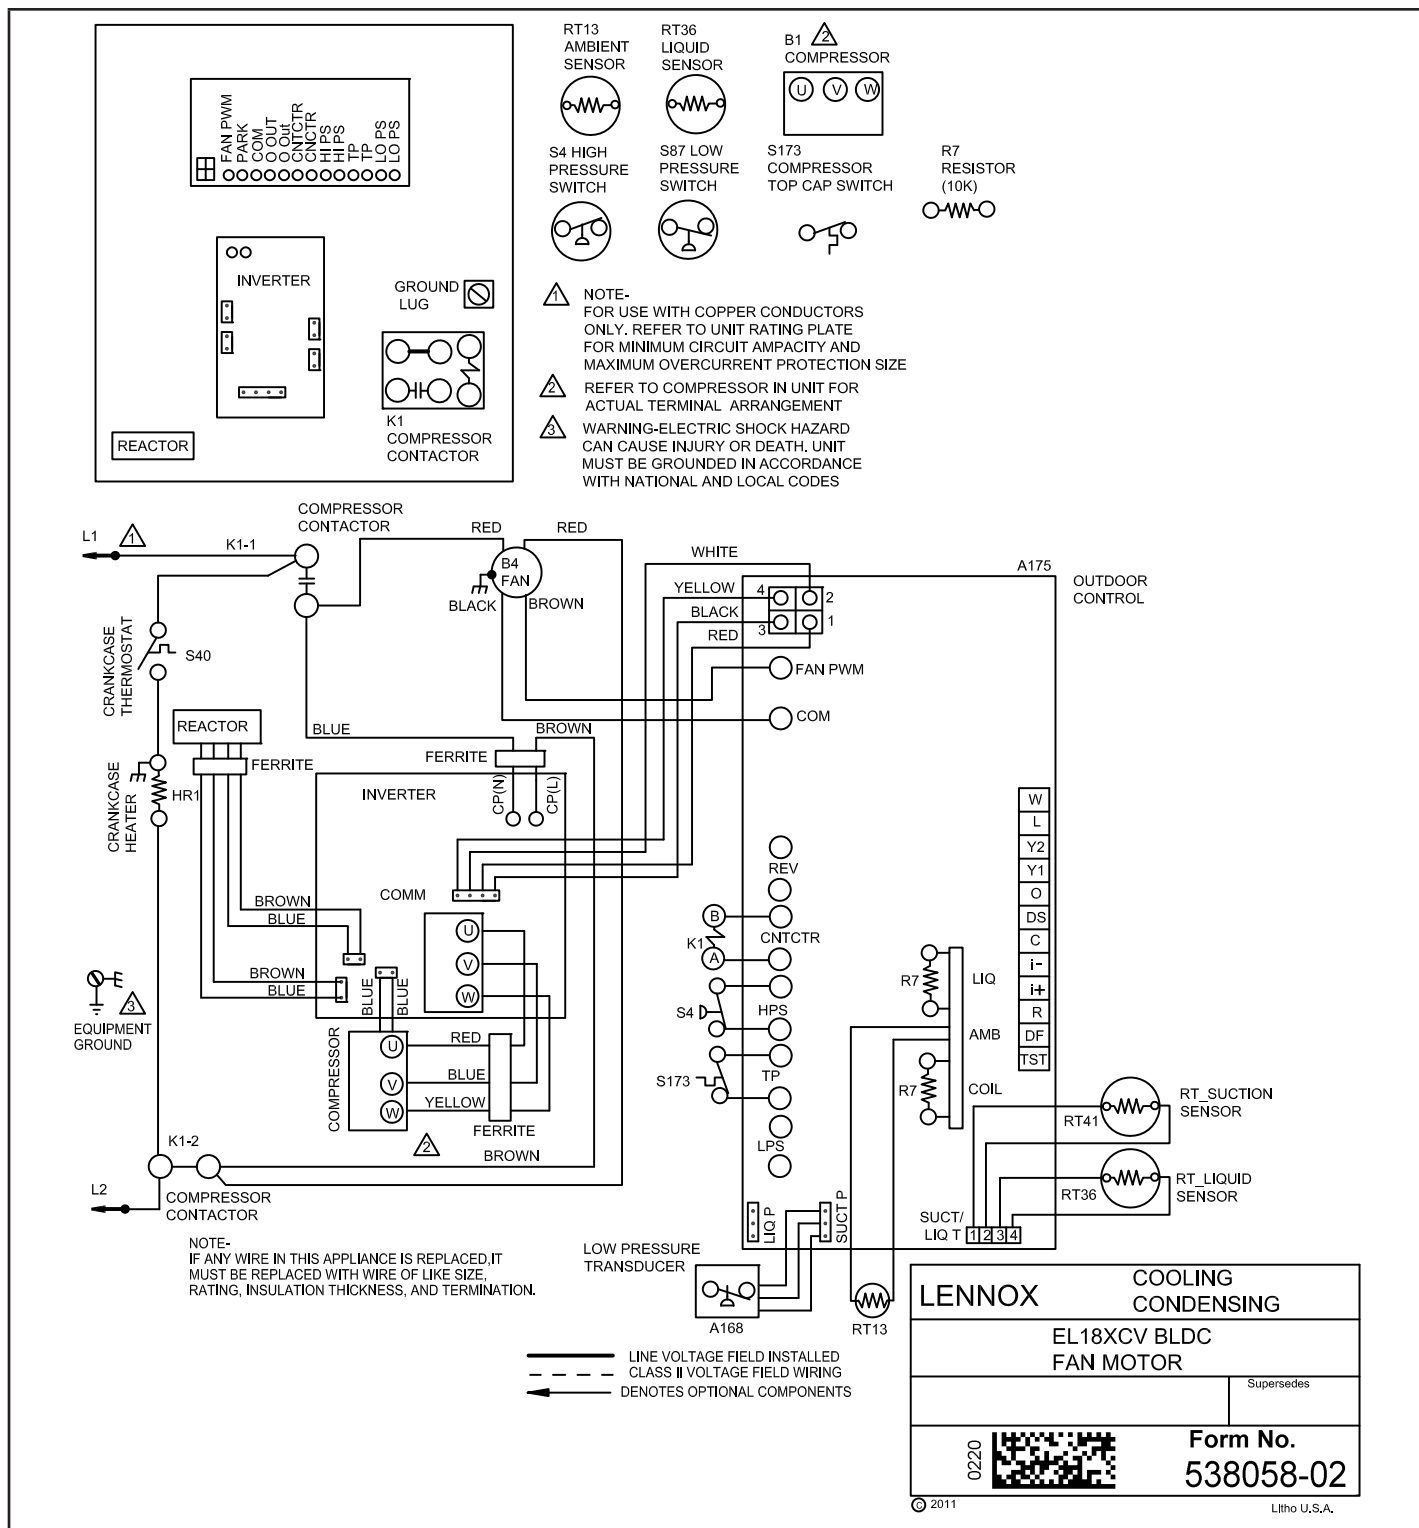 FAN PWM
PARK
COM
O OUT
O Out
CNTCTR
CNCTR
HI PS
HI PS
TP
TP
LO PS
LO PS
INVERTER
GROUND
LUG
K1
COMPRESSOR
CONTACTOR
REACTOR
RT13
AMBIENT
SENSOR
RT36
LIQUID
SENSOR
B1 2
COMPRESSOR
U V W
S4 HIGH
PRESSURE
SWITCH
S87 LOW
PRESSURE
SWITCH
S173
COMPRESSOR
TOP CAP SWITCH
R7
RESISTOR
(10K)
1 NOTE-
FOR USE WITH COPPER CONDUCTORS
ONLY. REFER TO UNIT RATING PLATE
FOR MINIMUM CIRCUIT AMPACITY AND
MAXIMUM OVERCURRENT PROTECTION SIZE
2 REFER TO COMPRESSOR IN UNIT FOR
ACTUAL TERMINAL ARRANGEMENT
3 WARNING-ELECTRIC SHOCK HAZARD
CAN CAUSE INJURY OR DEATH. UNIT
MUST BE GROUNDED IN ACCORDANCE
WITH NATIONAL AND LOCAL CODES
L1 1
K1-1
COMPRESSOR
CONTACTOR
RED
RED
B4
FAN
BLACK
BROWN
WHITE
YELLOW
BLACK
RED
4
2
3
1
A175
OUTDOOR
CONTROL
FAN PWM
COM
CRANKCASE
THERMOSTAT
S40
REACTOR
FERRITE
CRANKCASE
HEATER
HR1
BLUE
BROWN
FERRITE
INVERTER
CP(N)
CP(L)
COMM
U
V
W
BROWN
BLUE
BROWN
BLUE
BLUE
BLUE
3
EQUIPMENT
GROUND
COMPRESSOR
U
V
W
RED
BLUE
YELLOW
FERRITE
2
BROWN
REV
B
K1
A
CNTCTR
S4
HPS
S173
TP
LPS
W
L
Y2
Y1
O
DS
C
i-
i+
R
DF
TST
R7
LIQ
AMB
R7
COIL
RT_SUCTION
SENSOR
RT41
RT_LIQUID
SENSOR
RT36
SUCT/
LIQ T
1 2 3 4
LIQ P
SUCT P
K1-2
L2
COMPRESSOR
CONTACTOR
NOTE-
IF ANY WIRE IN THIS APPLIANCE IS REPLACED,IT
MUST BE REPLACED WITH WIRE OF LIKE SIZE,
RATING, INSULATION THICKNESS, AND TERMINATION.
LOW PRESSURE
TRANSDUCER
A168
RT13
LINE VOLTAGE FIELD INSTALLED
CLASS II VOLTAGE FIELD WIRING
DENOTES OPTIONAL COMPONENTS
LENNOX
COOLING
CONDENSING
EL18XCV BLDC
FAN MOTOR
Supersedes
0220
Form No.
538058-02
© 2011
Litho U.S.A.